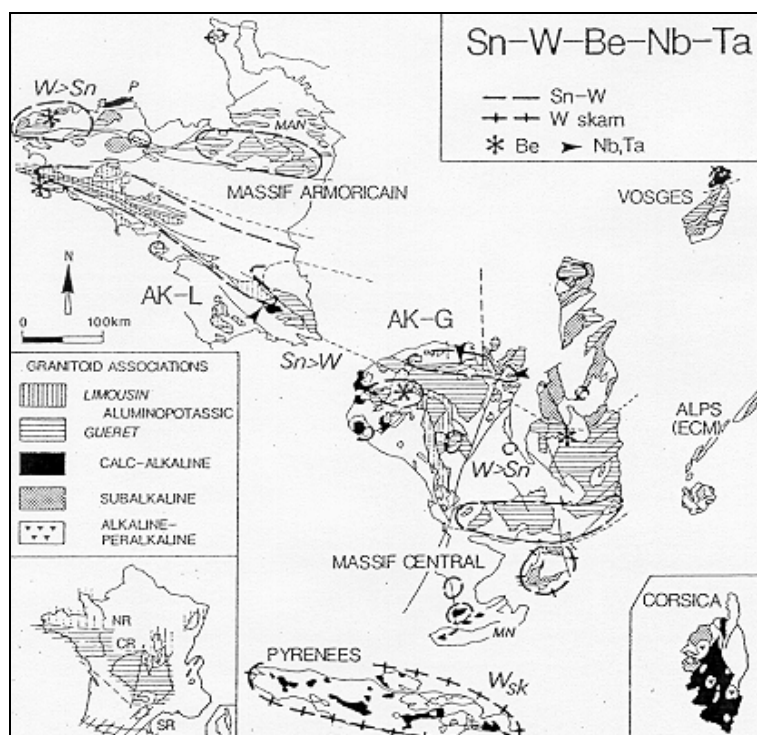 Sn-W-Be-Nb-Ta
Sn-W
W skarn
Be
Nb,Ta
W>Sn
P
MAN
MASSIF ARMORICAIN
VOSGES
N
0 100km
AK-L
AK-G
Sn>W
GRANITOID ASSOCIATIONS
LIMOUSIN
ALUMINOPOTASSIC
GUERET
CALC-ALKALINE
SUBALKALINE
ALKALINE-
PERALKALINE
ALPS
(ECM)
W>Sn
MASSIF CENTRAL
MN
CORSICA
NR
CR
SR
PYRENEES
Wsk